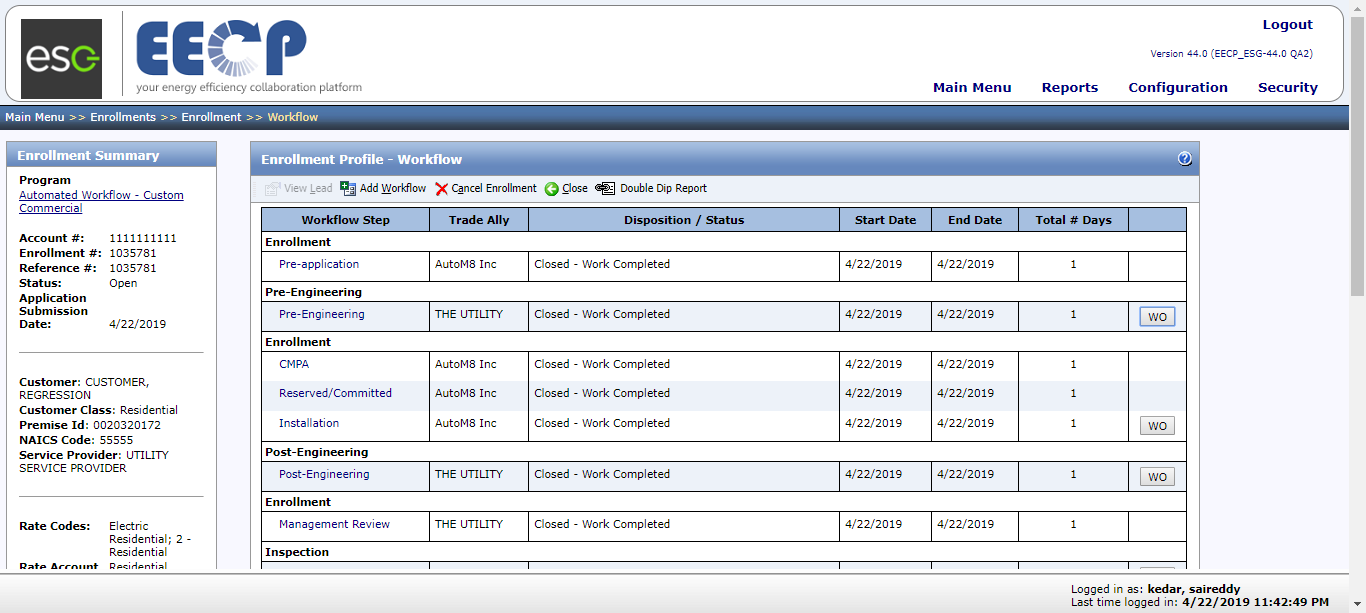 esg
EECP
your energy efficiency collaboration platform
Logout
Version 44.0 (EECP_ESG-44.0 QA2)
Main Menu Reports Configuration Security
Main Menu >> Enrollments >> Enrollment >> Workflow
Enrollment Summary
Program
Automated Workflow - Custom
Commercial
Account #: 1111111111
Enrollment #: 1035781
Reference #: 1035781
Status: Open
Application
Submission
Date: 4/22/2019
Customer: CUSTOMER,
REGRESSION
Customer Class: Residential
Premise Id: 0020320172
NAICS Code: 55555
Service Provider: UTILITY
SERVICE PROVIDER
Rate Codes: Electric
Residential; 2 -
Residential
Rate Account Residential
Enrollment Profile - Workflow
?
View Lead Add Workflow Cancel Enrollment Close Double Dip Report
Workflow Step Trade Ally Disposition / Status Start Date End Date Total # Days
Enrollment
Pre-application AutoM8 Inc Closed - Work Completed 4/22/2019 4/22/2019 1
Pre-Engineering
Pre-Engineering THE UTILITY Closed - Work Completed 4/22/2019 4/22/2019 1 WO
Enrollment
CMPA AutoM8 Inc Closed - Work Completed 4/22/2019 4/22/2019 1
Reserved/Committed AutoM8 Inc Closed - Work Completed 4/22/2019 4/22/2019 1
Installation AutoM8 Inc Closed - Work Completed 4/22/2019 4/22/2019 1 WO
Post-Engineering
Post-Engineering THE UTILITY Closed - Work Completed 4/22/2019 4/22/2019 1 WO
Enrollment
Management Review THE UTILITY Closed - Work Completed 4/22/2019 4/22/2019 1
Inspection
Logged in as: kedar, saireddy
Last time logged in: 4/22/2019 11:42:49 PM